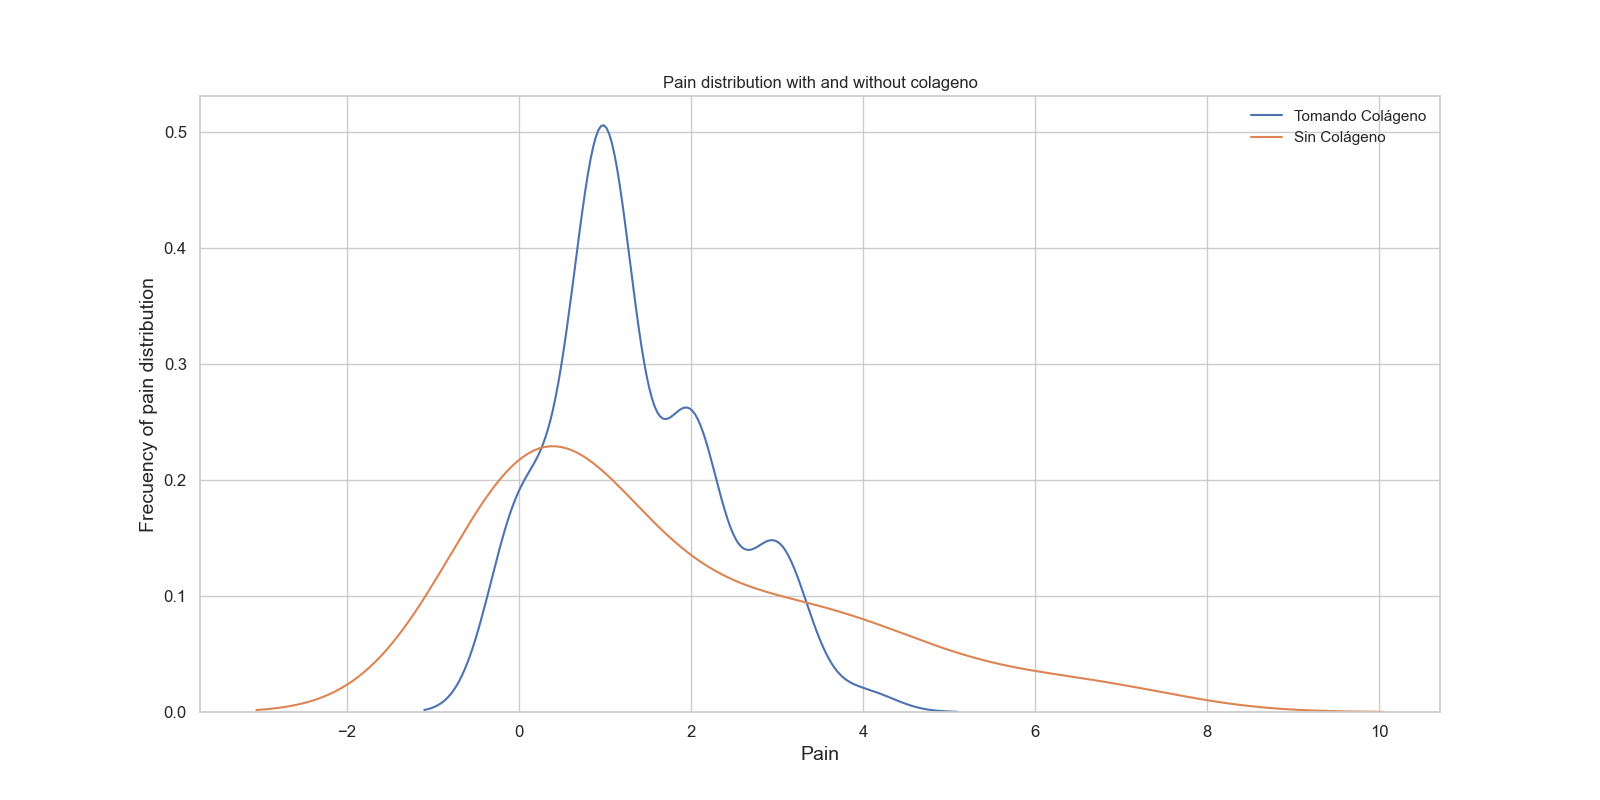 Pain distribution with and without colageno
Tomando Colágeno
Sin Colágeno
Frecuency of pain distribution
0.5
0.4
0.3
0.2
0.1
0.0
−2
0
2
4
6
8
10
Pain